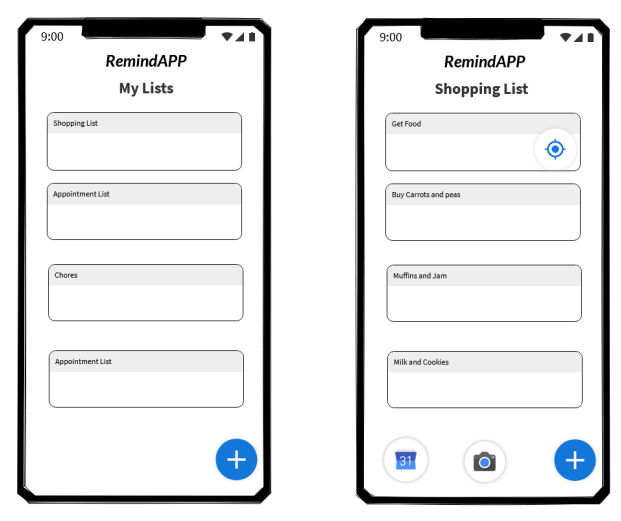 9:00
RemindAPP
My Lists
Shopping List
Appointment List
Chores
Appointment List
9:00
RemindAPP
Shopping List
Get Food
Buy Carrots and peas
Muffins and Jam
Milk and Cookies
31